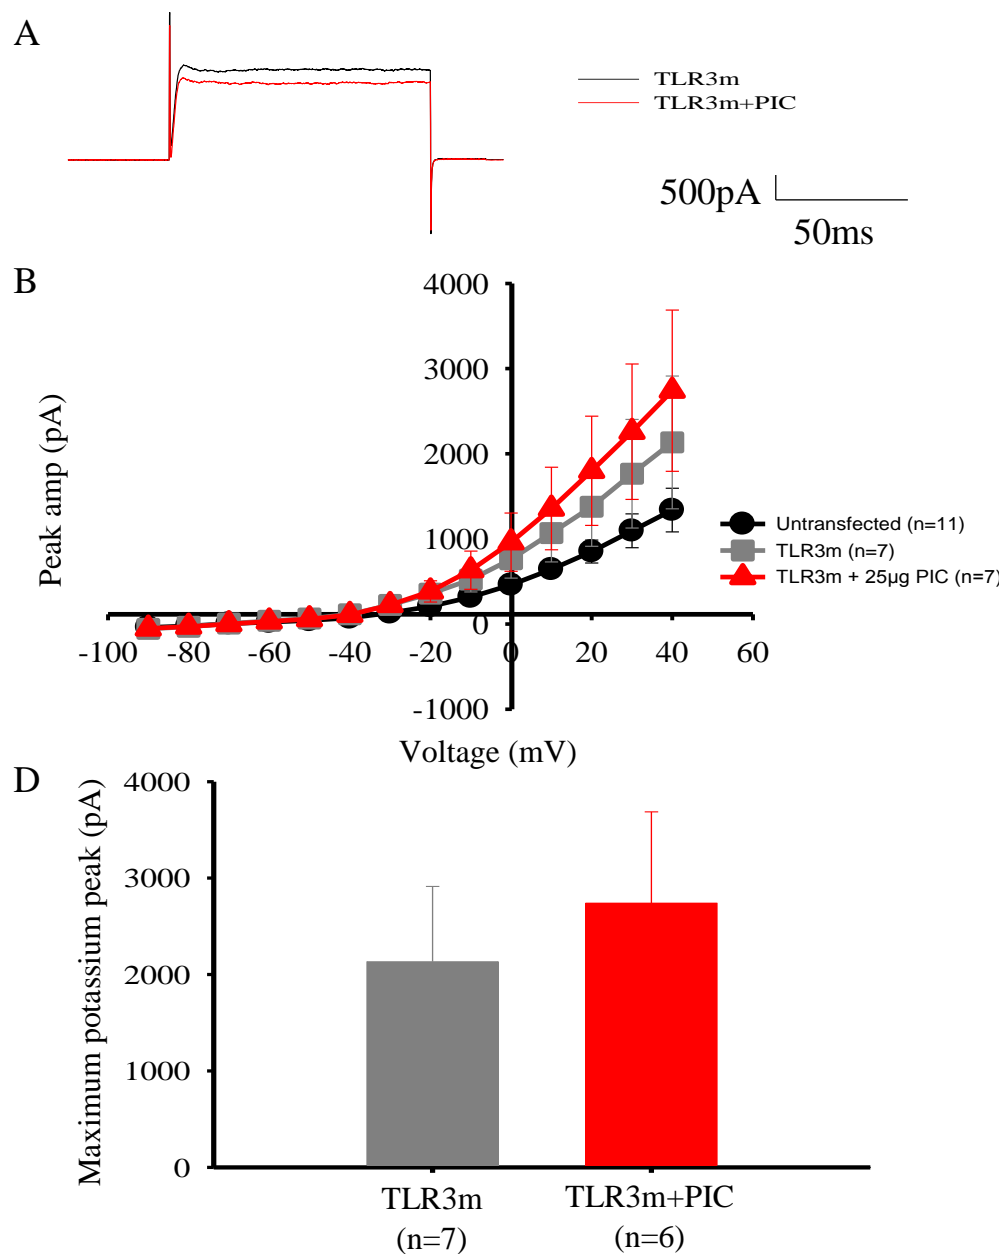 A
TLR3m
TLR3m+PIC
500pA
50ms
B
4000
3000
2000
1000
0
-1000
Peak amp (pA)
-100 -80 -60 -40 -20 0 20 40 60
Voltage (mV)
Untransfected (n=11)
TLR3m (n=7)
TLR3m + 25µg PIC (n=7)
D
4000
3000
2000
1000
0
Maximum potassium peak (pA)
TLR3m TLR3m+PIC
(n=7) (n=6)